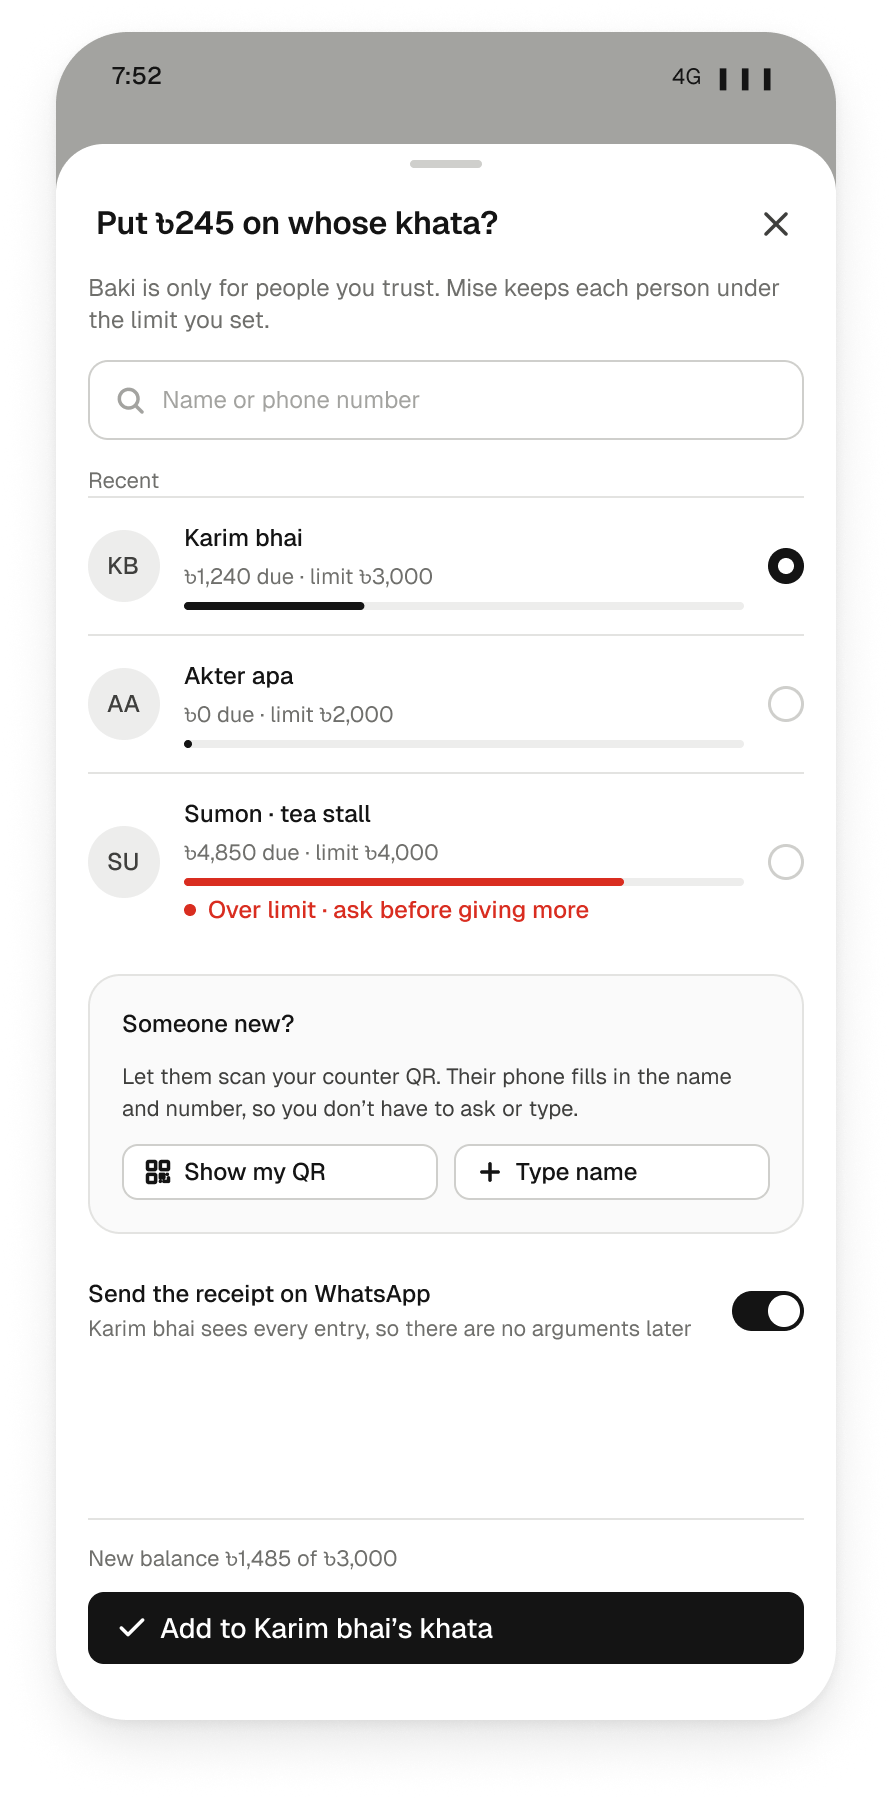 7:52
4G
Put ৳245 on whose khata?
Baki is only for people you trust. Mise keeps each person under
the limit you set.
Name or phone number
Recent
KB
Karim bhai
৳1,240 due · limit ৳3,000
AA
Akter apa
৳0 due · limit ৳2,000
SU
Sumon · tea stall
৳4,850 due · limit ৳4,000
Over limit · ask before giving more
Someone new?
Let them scan your counter QR. Their phone fills in the name
and number, so you don’t have to ask or type.
Show my QR
Type name
Send the receipt on WhatsApp
Karim bhai sees every entry, so there are no arguments later
New balance ৳1,485 of ৳3,000
Add to Karim bhai’s khata